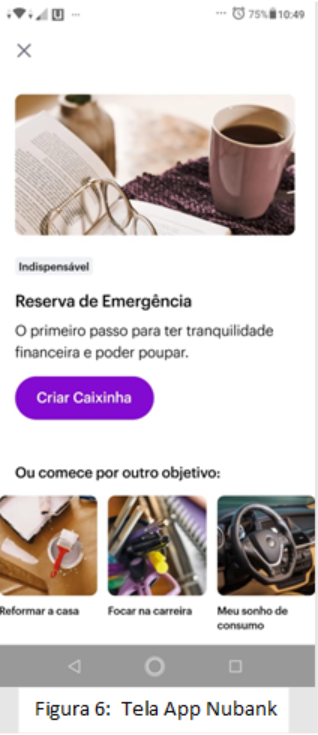 75% 10:49
Indispensável
Reserva de Emergência
O primeiro passo para ter tranquilidade
financeira e poder poupar.
Criar Caixinha
Ou comece por outro objetivo:
Reformar a casa
Focar na carreira
Meu sonho de
consumo
Figura 6: Tela App Nubank